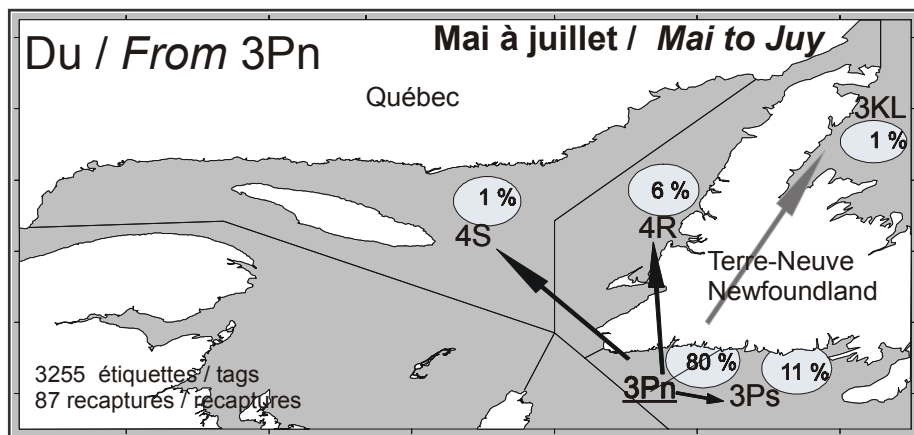 Du / From 3Pn
Mai à juillet / Mai to Juy
Québec
3KL
1 %
1 %
6 %
4S
4R
Terre-Neuve
Newfoundland
80 %
11 %
3Pn
3Ps
3255 étiquettes / tags
87 recaptures / recaptures